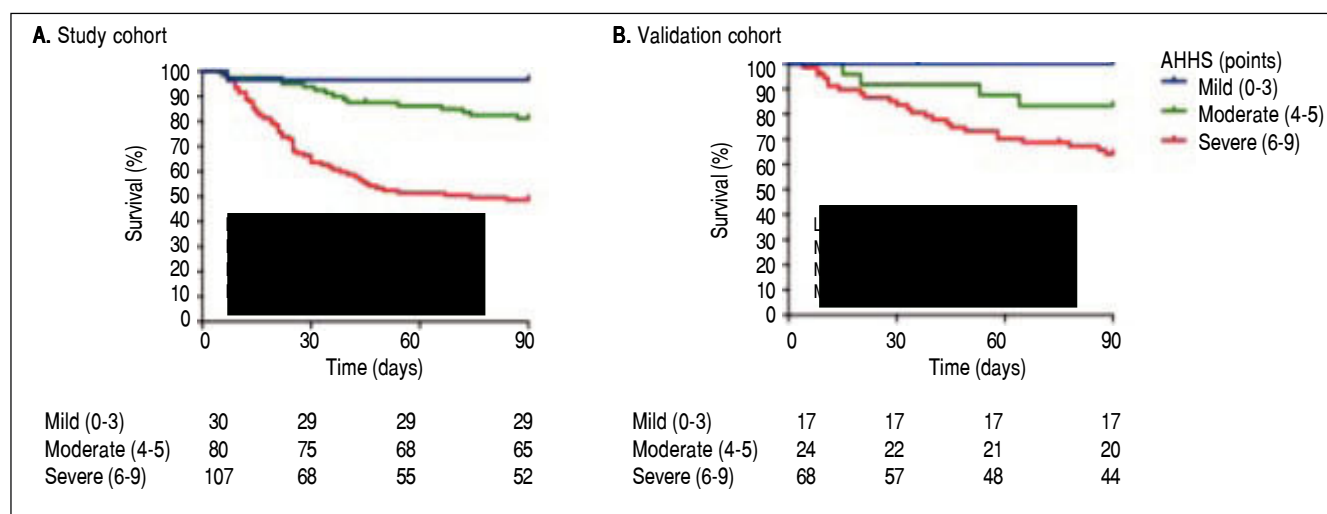 A. Study cohort
100
90
80
70
60
50
40
30
20
10
0
Survival (%)
0 30 60 90
Time (days)
Mild (0-3) 30 29 29 29
Moderate (4-5) 80 75 68 65
Severe (6-9) 107 68 55 52
B. Validation cohort
100
90
80
70
60
50
40
30
20
10
0
Survival (%)
0 30 60 90
Time (days)
Mild (0-3) 17 17 17 17
Moderate (4-5) 24 22 21 20
Severe (6-9) 68 57 48 44
AHHS (points)
Mild (0-3)
Moderate (4-5)
Severe (6-9)